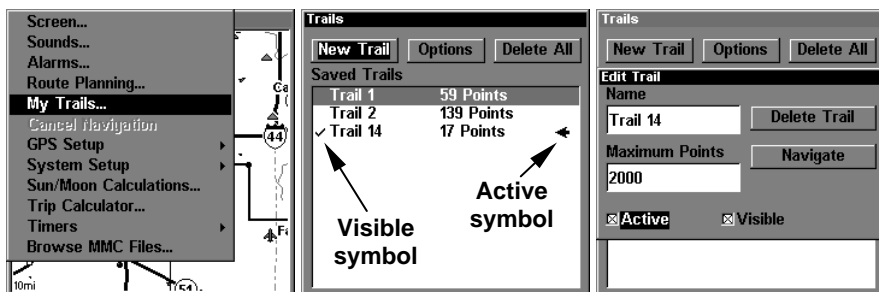 Screen...
Sounds...
Alarms...
Route Planning...
My Trails...
Cancel Navigation
GPS Setup
System Setup
Sun/Moon Calculations...
Trip Calculator...
Timers
Browse MMC Files...
44
10mi
51
Trails
New Trail Options Delete All
Saved Trails
Trail 1 59 Points
Trail 2 139 Points
Trail 14 17 Points
Visible symbol
Active symbol
Trails
New Trail Options Delete All
Edit Trail
Name
Trail 14 Delete Trail
Maximum Points
Navigate
2000
Active Visible